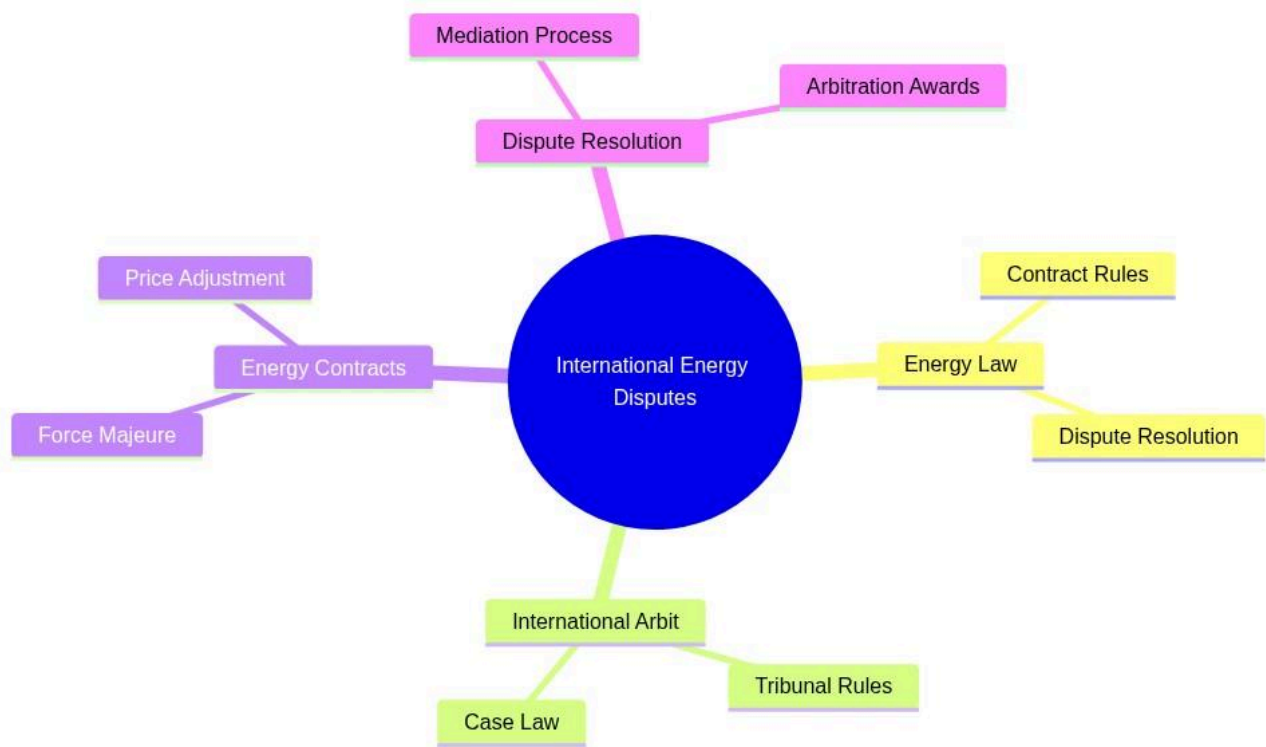 Mediation Process
Arbitration Awards
Dispute Resolution
Price Adjustment
Energy Contracts
Force Majeure
International Energy
Disputes
Contract Rules
Energy Law
Dispute Resolution
International Arbit
Tribunal Rules
Case Law